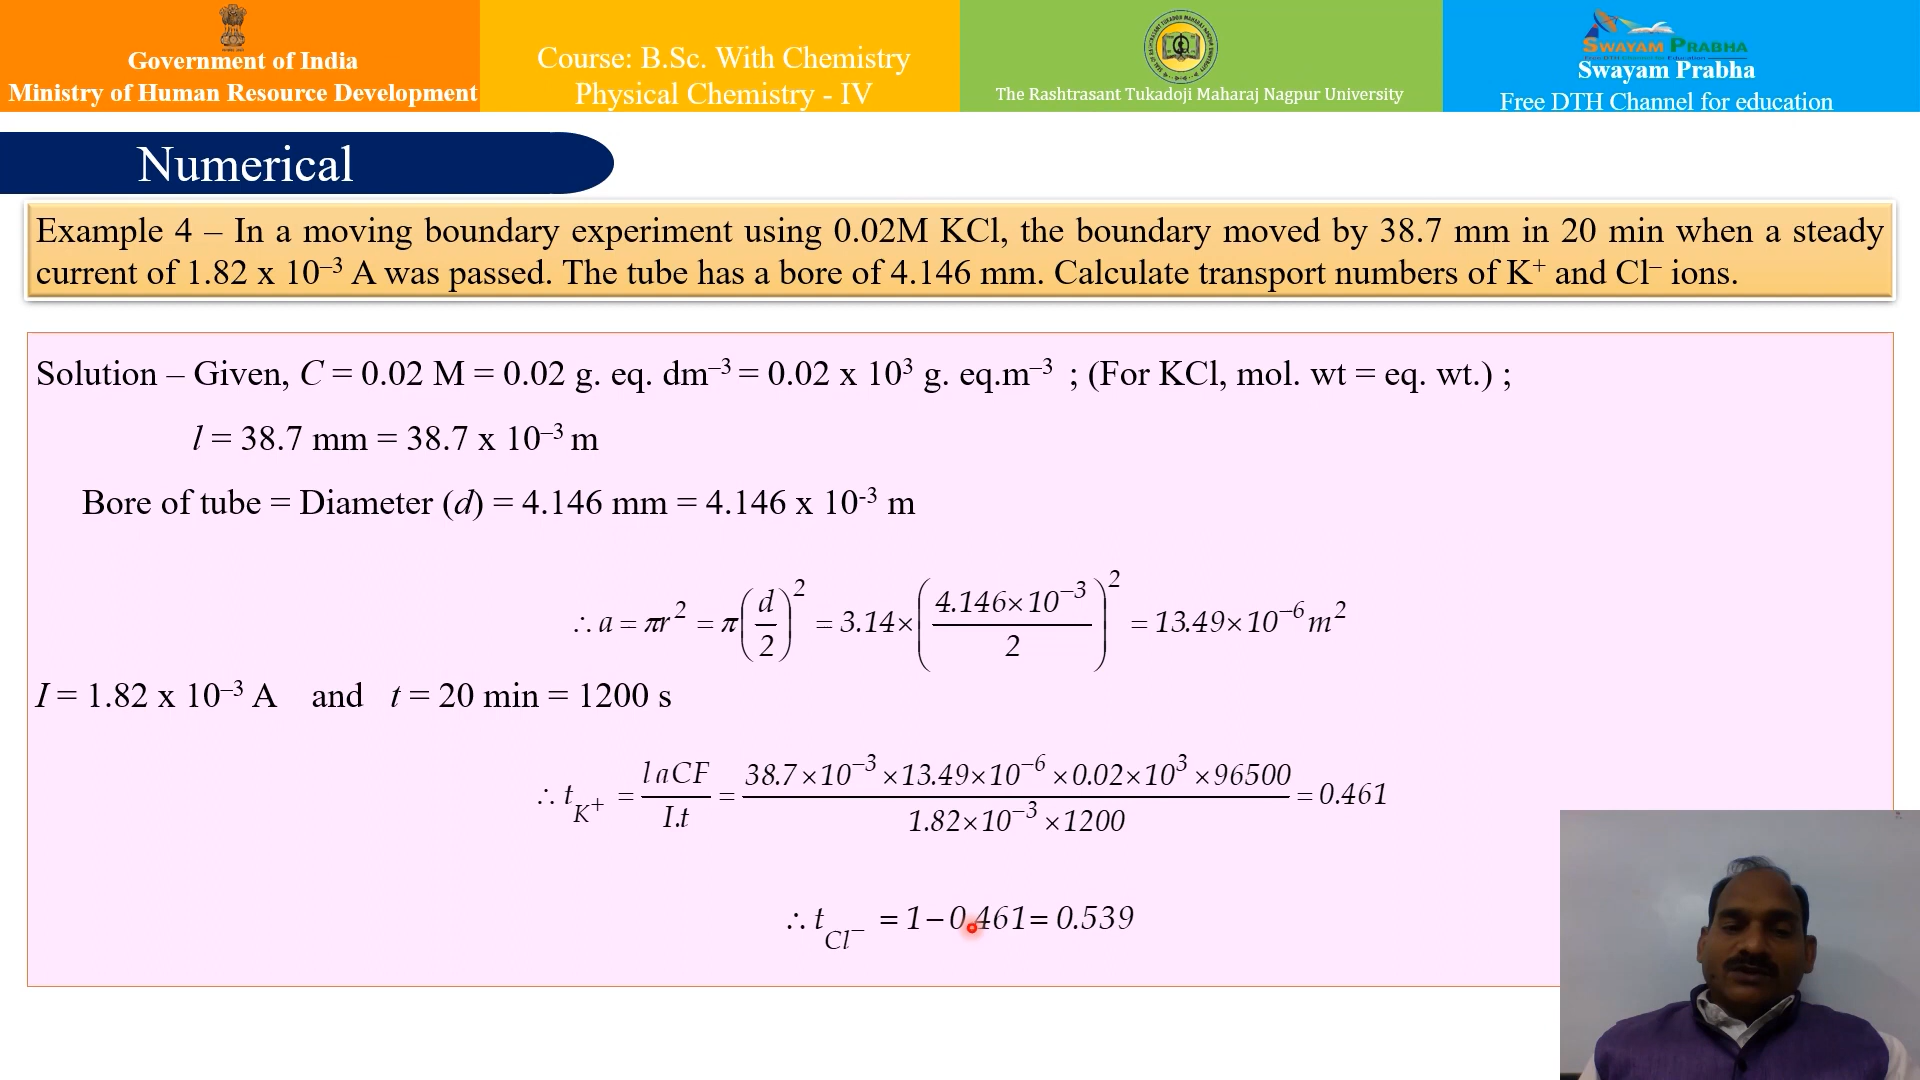 Government of India
Ministry of Human Resource Development
Course: B.Sc. With Chemistry
Physical Chemistry - IV
The Rashtrasant Tukadoji Maharaj Nagpur University
SWAYAM PRABHA
Swayam Prabha
Free DTH Channel for education
Numerical
Example 4 – In a moving boundary experiment using 0.02M KCl, the boundary moved by 38.7 mm in 20 min when a steady
current of 1.82 x 10⁻³ A was passed. The tube has a bore of 4.146 mm. Calculate transport numbers of K⁺ and Cl⁻ ions.
Solution – Given, C = 0.02 M = 0.02 g. eq. dm⁻³ = 0.02 x 10³ g. eq.m⁻³ ; (For KCl, mol. wt = eq. wt.) ;
l = 38.7 mm = 38.7 x 10⁻³ m
Bore of tube = Diameter (d) = 4.146 mm = 4.146 x 10⁻³ m
∴ a = πr² = π(d/2)² = 3.14×(4.146×10⁻³/2)² = 13.49×10⁻⁶ m²
I = 1.82 x 10⁻³ A and t = 20 min = 1200 s
∴ t_K⁺ = l a C F / I.t = 38.7×10⁻³×13.49×10⁻⁶×0.02×10³×96500 / 1.82×10⁻³×1200 = 0.461
∴ t_Cl⁻ = 1 − 0.461 = 0.539